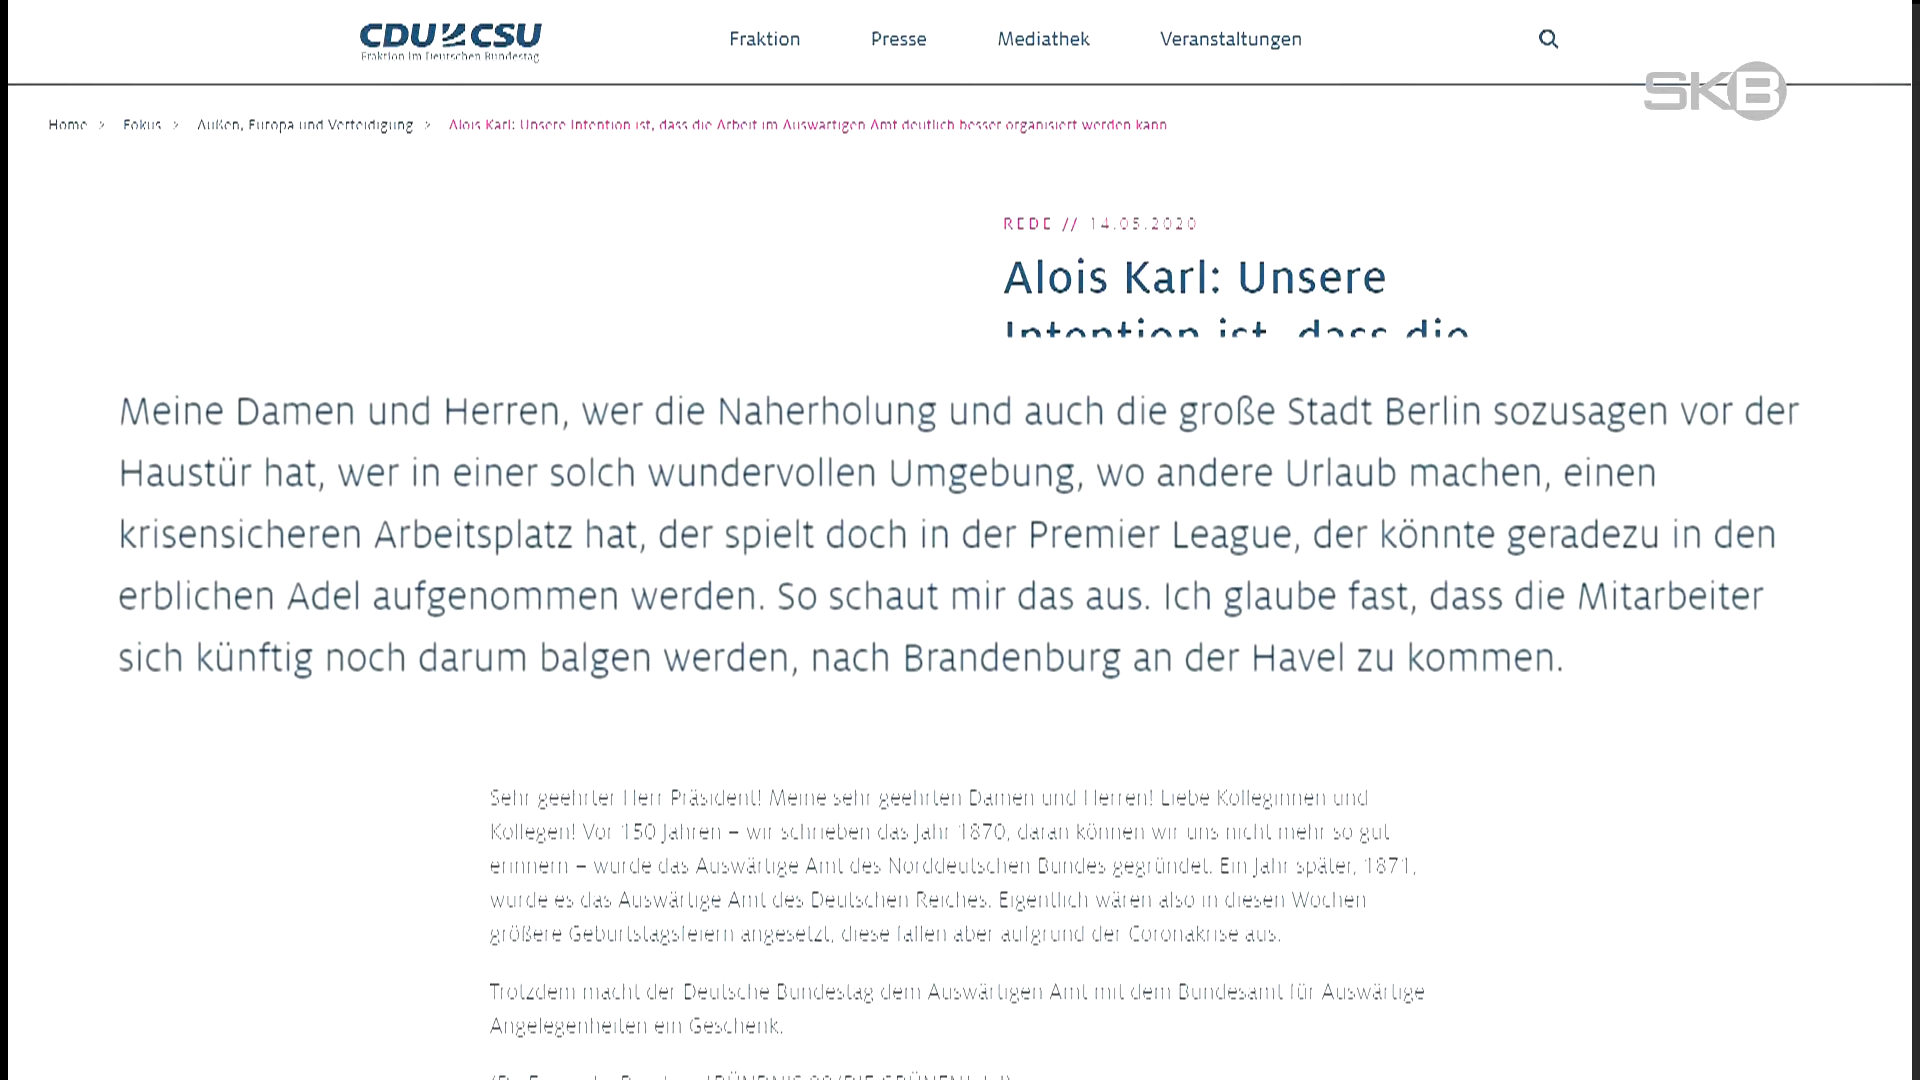 CDU CSU
Fraktion im Deutschen Bundestag
Fraktion Presse Mediathek Veranstaltungen
SKB
Home > Fokus > Außen, Europa und Verteidigung > Alois Karl: Unsere Intention ist, dass die Arbeit im Auswärtigen Amt deutlich besser organisiert werden kann
REDE // 14.05.2020
Alois Karl: Unsere
Intention ist, dass die
Meine Damen und Herren, wer die Naherholung und auch die große Stadt Berlin sozusagen vor der
Haustür hat, wer in einer solch wundervollen Umgebung, wo andere Urlaub machen, einen
krisensicheren Arbeitsplatz hat, der spielt doch in der Premier League, der könnte geradezu in den
erblichen Adel aufgenommen werden. So schaut mir das aus. Ich glaube fast, dass die Mitarbeiter
sich künftig noch darum balgen werden, nach Brandenburg an der Havel zu kommen.
Sehr geehrter Herr Präsident! Meine sehr geehrten Damen und Herren! Liebe Kolleginnen und
Kollegen! Vor 150 Jahren – wir schrieben das Jahr 1870, daran können wir uns nicht mehr so gut
erinnern – wurde das Auswärtige Amt des Norddeutschen Bundes gegründet. Ein Jahr später, 1871,
wurde es das Auswärtige Amt des Deutschen Reiches. Eigentlich wären also in diesen Wochen
größere Geburtstagsfeiern angesetzt, diese fallen aber aufgrund der Coronakrise aus.
Trotzdem macht der Deutsche Bundestag dem Auswärtigen Amt mit dem Bundesamt für Auswärtige
Angelegenheiten ein Geschenk.